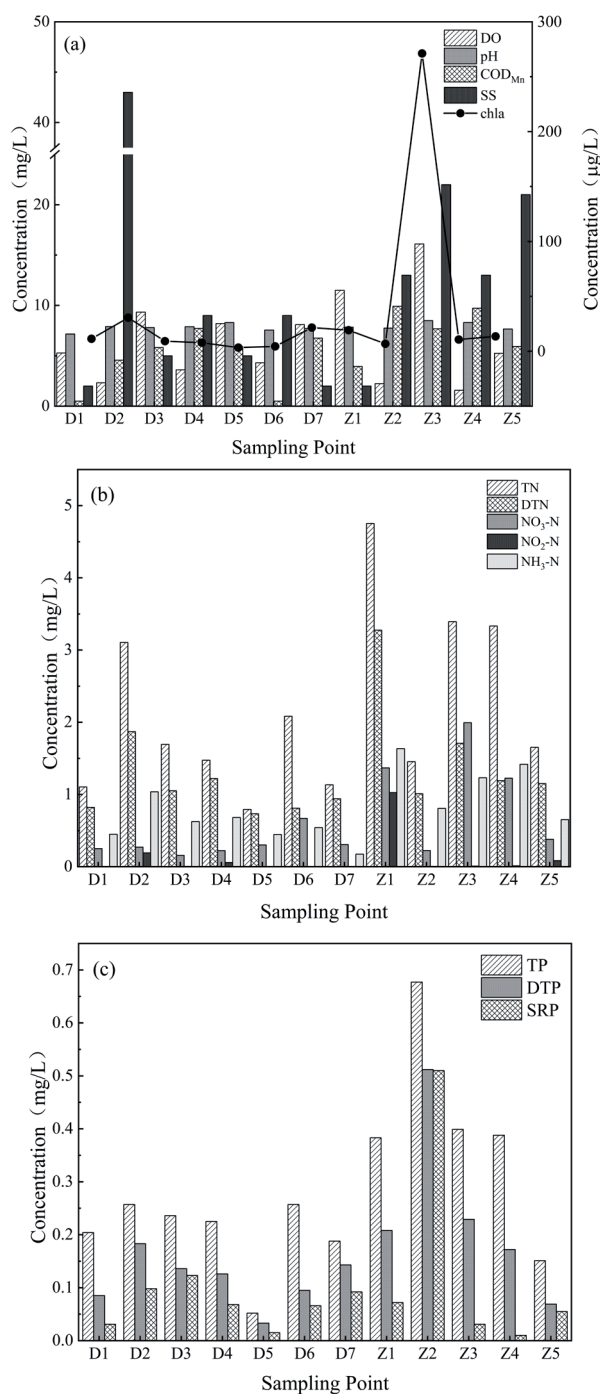 (a)
DO
pH
COD_Mn
SS
chla
50
40
20
10
0
300
200
100
0
Concentration（mg/L）
Concentration（μg/L）
D1 D2 D3 D4 D5 D6 D7 Z1 Z2 Z3 Z4 Z5
Sampling Point
(b)
TN
DTN
NO₃-N
NO₂-N
NH₃-N
5
4
3
2
1
0
Concentration（mg/L）
D1 D2 D3 D4 D5 D6 D7 Z1 Z2 Z3 Z4 Z5
Sampling Point
(c)
TP
DTP
SRP
0.7
0.6
0.5
0.4
0.3
0.2
0.1
0.0
Concentration（mg/L）
D1 D2 D3 D4 D5 D6 D7 Z1 Z2 Z3 Z4 Z5
Sampling Point